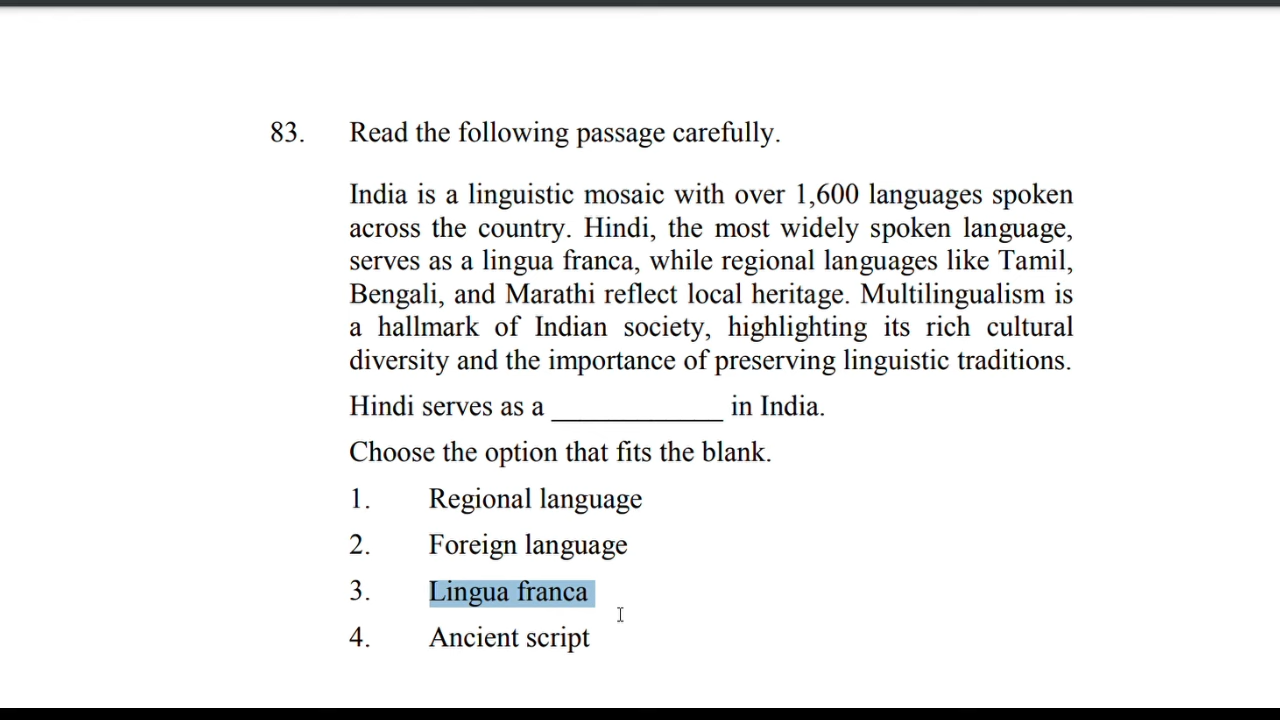 83. Read the following passage carefully.
India is a linguistic mosaic with over 1,600 languages spoken
across the country. Hindi, the most widely spoken language,
serves as a lingua franca, while regional languages like Tamil,
Bengali, and Marathi reflect local heritage. Multilingualism is
a hallmark of Indian society, highlighting its rich cultural
diversity and the importance of preserving linguistic traditions.
Hindi serves as a ____________ in India.
Choose the option that fits the blank.
1. Regional language
2. Foreign language
3. Lingua franca
4. Ancient script